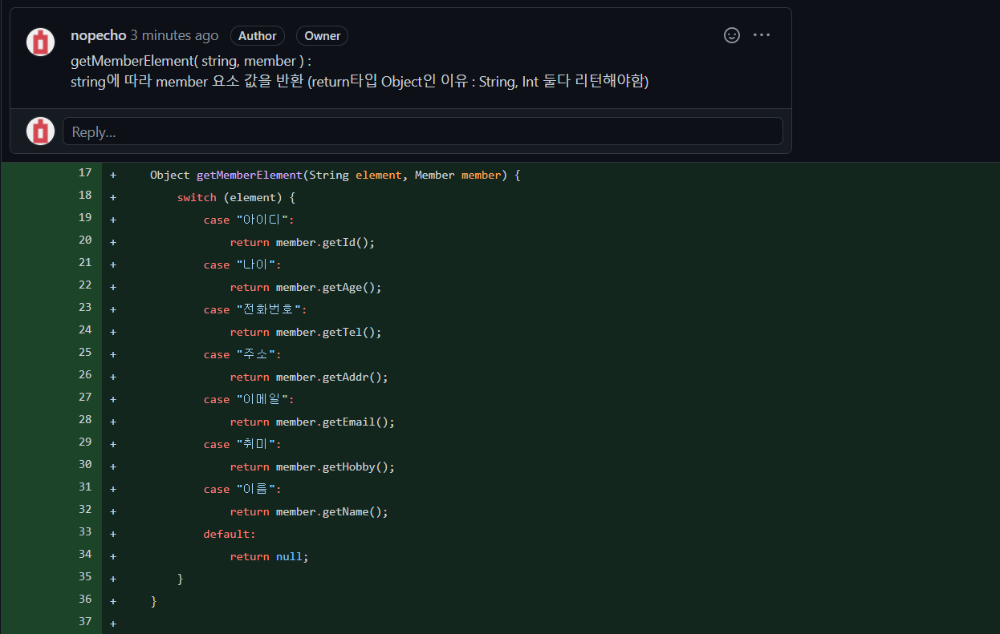 nopecho 3 minutes ago Author Owner
getMemberElement( string, member ) :
string에 따라 member 요소 값을 반환 (return타입 Object인 이유 : String, Int 둘다 리턴해야함)
Reply...
17 + Object getMemberElement(String element, Member member) {
18 + switch (element) {
19 + case "아이디":
20 + return member.getId();
21 + case "나이":
22 + return member.getAge();
23 + case "전화번호":
24 + return member.getTel();
25 + case "주소":
26 + return member.getAddr();
27 + case "이메일":
28 + return member.getEmail();
29 + case "취미":
30 + return member.getHobby();
31 + case "이름":
32 + return member.getName();
33 + default:
34 + return null;
35 + }
36 + }
37 +